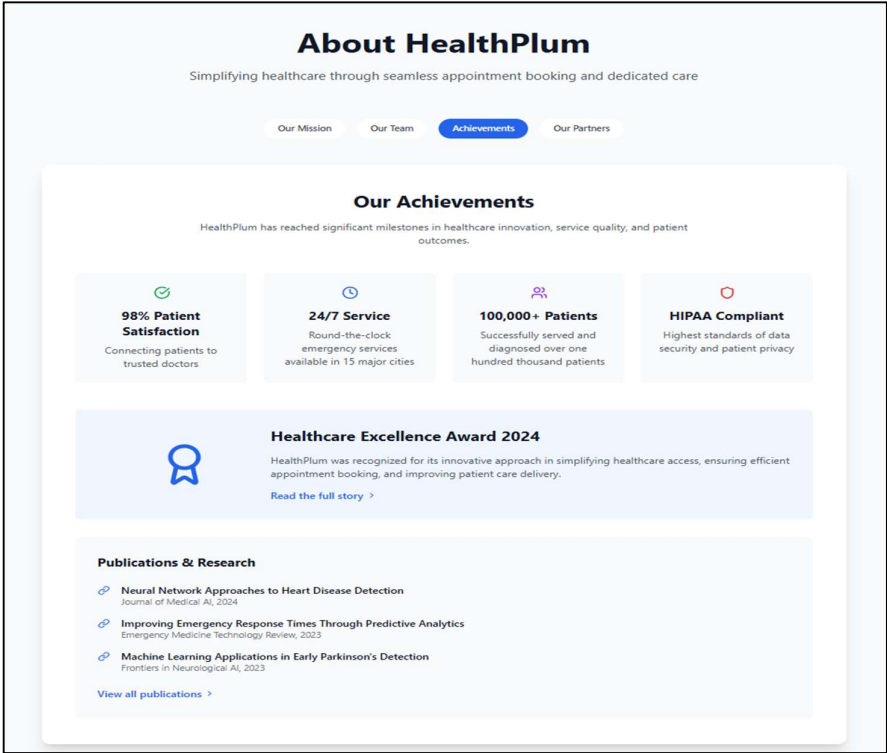 About HealthPlum
Simplifying healthcare through seamless appointment booking and dedicated care
Our Mission
Our Team
Achievements
Our Partners
Our Achievements
HealthPlum has reached significant milestones in healthcare innovation, service quality, and patient
outcomes.
98% Patient
Satisfaction
Connecting patients to
trusted doctors
24/7 Service
Round-the-clock
emergency services
available in 15 major cities
100,000+ Patients
Successfully served and
diagnosed over one
hundred thousand patients
HIPAA Compliant
Highest standards of data
security and patient privacy
Healthcare Excellence Award 2024
HealthPlum was recognized for its innovative approach in simplifying healthcare access, ensuring efficient
appointment booking, and improving patient care delivery.
Read the full story >
Publications & Research
Neural Network Approaches to Heart Disease Detection
Journal of Medical AI, 2024
Improving Emergency Response Times Through Predictive Analytics
Emergency Medicine Technology Review, 2023
Machine Learning Applications in Early Parkinson's Detection
Frontiers in Neurological AI, 2023
View all publications >